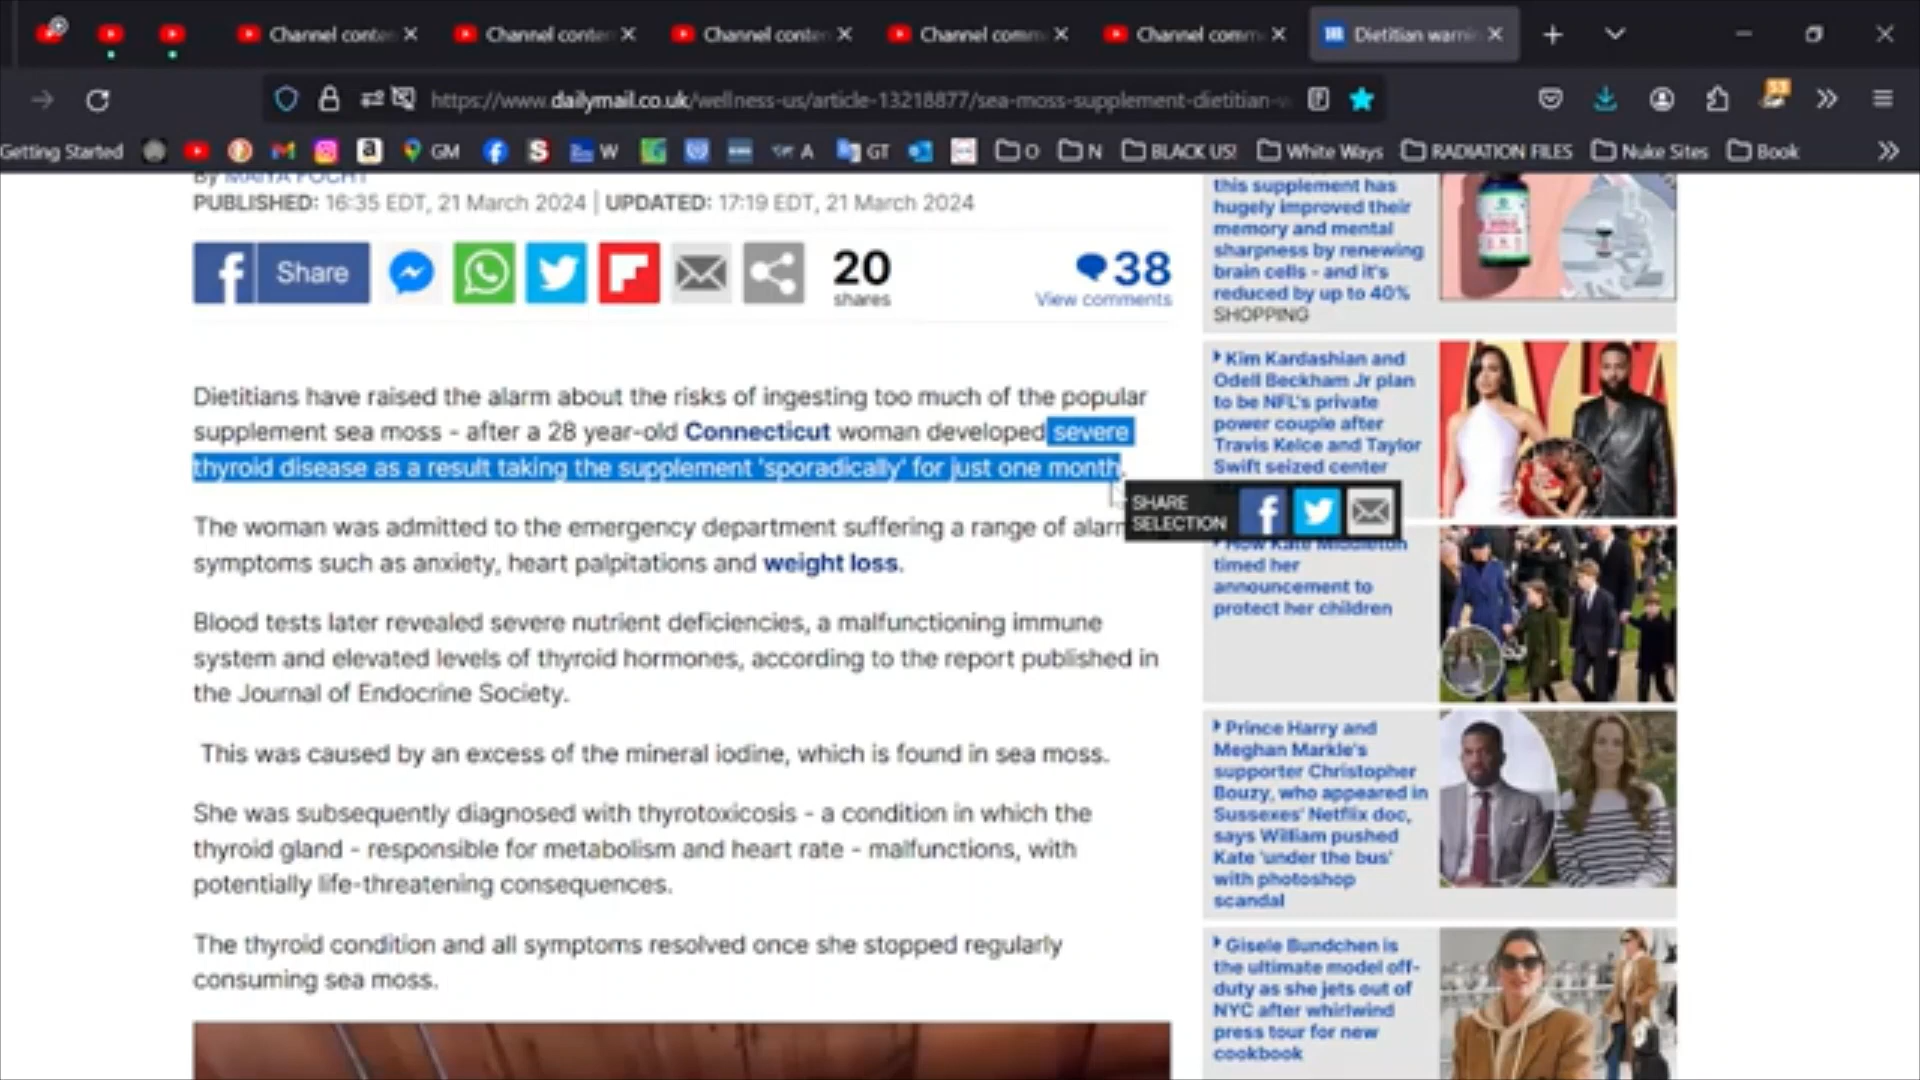 Channel conte
Channel conte
Channel conte
Channel comm
Channel comm
Dietitian warni
https://www.dailymail.co.uk/wellness-us/article-13218877/sea-moss-supplement-dietitian-
33
Getting Started
GM
W
A
GT
O
N
BLACK US!
White Ways
RADIATION FILES
Nuke Sites
Book
By MAIYA FOCHT
PUBLISHED: 16:35 EDT, 21 March 2024 | UPDATED: 17:19 EDT, 21 March 2024
Share
20
shares
38
View comments
Dietitians have raised the alarm about the risks of ingesting too much of the popular
supplement sea moss - after a 28 year-old Connecticut woman developed severe
thyroid disease as a result taking the supplement 'sporadically' for just one month.
SHARE
SELECTION
The woman was admitted to the emergency department suffering a range of alarm
symptoms such as anxiety, heart palpitations and weight loss.
Blood tests later revealed severe nutrient deficiencies, a malfunctioning immune
system and elevated levels of thyroid hormones, according to the report published in
the Journal of Endocrine Society.
This was caused by an excess of the mineral iodine, which is found in sea moss.
She was subsequently diagnosed with thyrotoxicosis - a condition in which the
thyroid gland - responsible for metabolism and heart rate - malfunctions, with
potentially life-threatening consequences.
The thyroid condition and all symptoms resolved once she stopped regularly
consuming sea moss.
this supplement has
hugely improved their
memory and mental
sharpness by renewing
brain cells - and it's
reduced by up to 40%
SHOPPING
Kim Kardashian and
Odell Beckham Jr plan
to be NFL's private
power couple after
Travis Kelce and Taylor
Swift seized center
How Kate Middleton
timed her
announcement to
protect her children
Prince Harry and
Meghan Markle's
supporter Christopher
Bouzy, who appeared in
Sussexes' Netflix doc,
says William pushed
Kate 'under the bus'
with photoshop
scandal
Gisele Bundchen is
the ultimate model off-
duty as she jets out of
NYC after whirlwind
press tour for new
cookbook